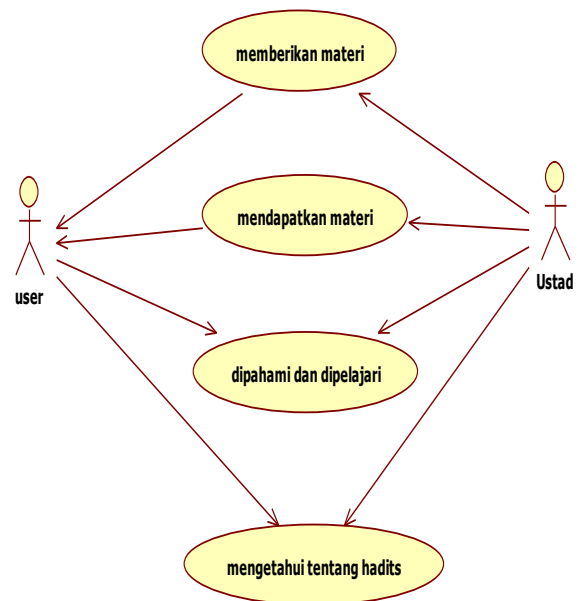 memberikan materi
mendapatkan materi
user
Ustad
dipahami dan dipelajari
mengetahui tentang hadits